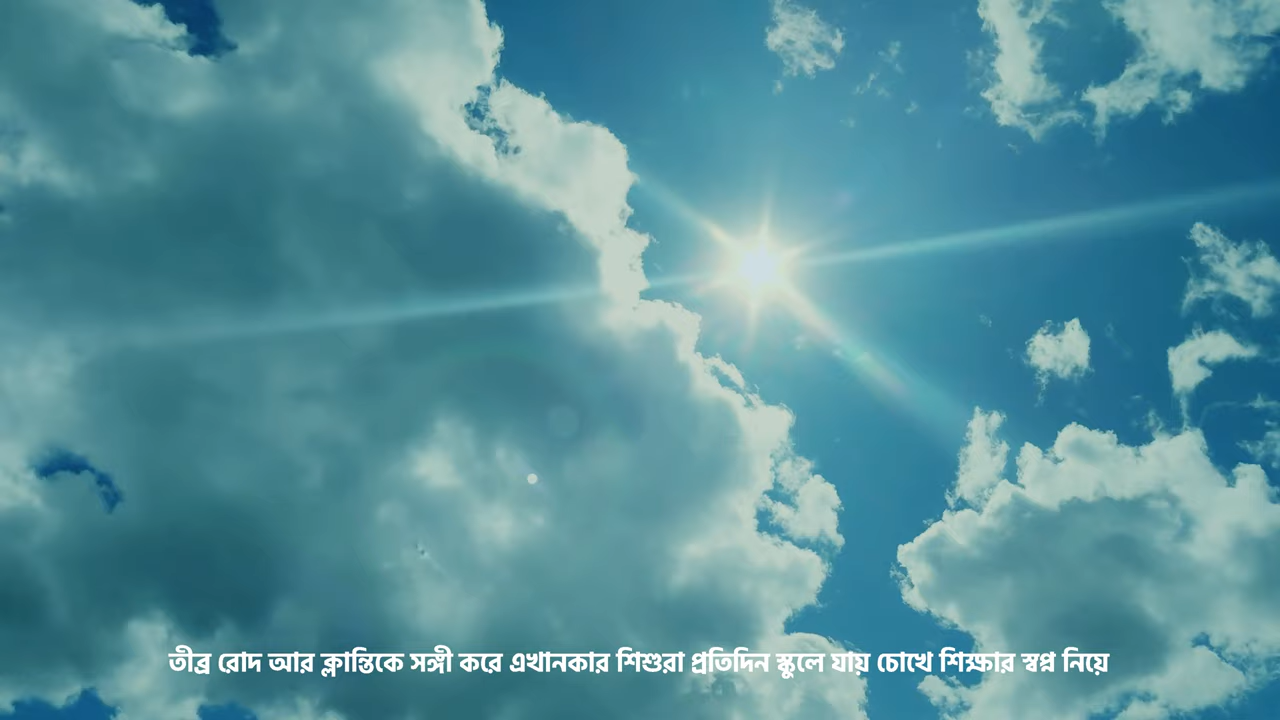 তীব্র রোদ আর ক্লান্তিকে সঙ্গী করে এখানকার শিশুরা প্রতিদিন স্কুলে যায় চোখে শিক্ষার স্বপ্ন নিয়ে